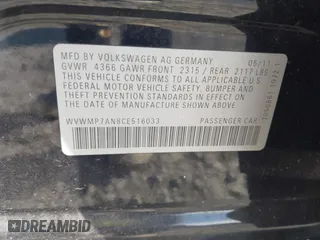 MFD BY VOLKSWAGEN AG GERMANY 05/11
GVWR 4366 GAWR FRONT 2315 / REAR 2117 LBS
THIS VEHICLE CONFORMS TO ALL APPLICABLE U.S
FEDERAL MOTOR VEHICLE SAFETY, BUMPER AND
THEFT PREVENTION STANDARDS IN EFFECT ON THE
DATE OF MANUFACTURE SHOWN ABOVE
WVWMP7AN8CE516033 PASSENGER CAR
DREAMBID